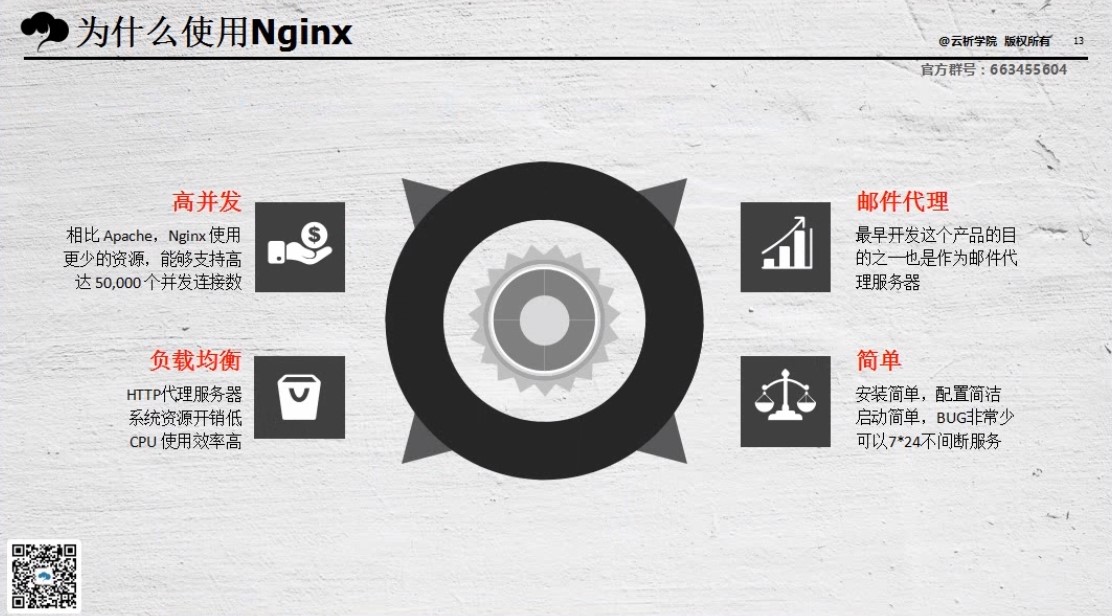 为什么使用Nginx
@云析学院 版权所有 13
官方群号：663455604
高并发
相比 Apache，Nginx 使用
更少的资源，能够支持高
达 50,000 个并发连接数
负载均衡
HTTP代理服务器
系统资源开销低
CPU 使用效率高
邮件代理
最早开发这个产品的目
的之一也是作为邮件代
理服务器
简单
安装简单，配置简洁
启动简单，BUG非常少
可以7*24不间断服务
$